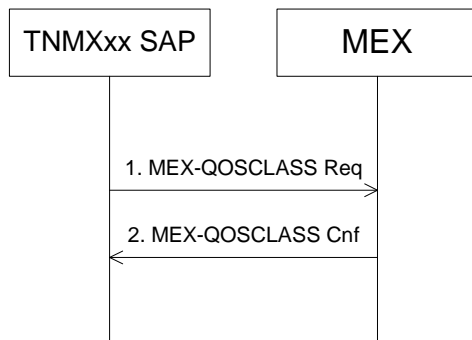 TNMXxx SAP
MEX
1. MEX-QOSCLASS Req
2. MEX-QOSCLASS Cnf